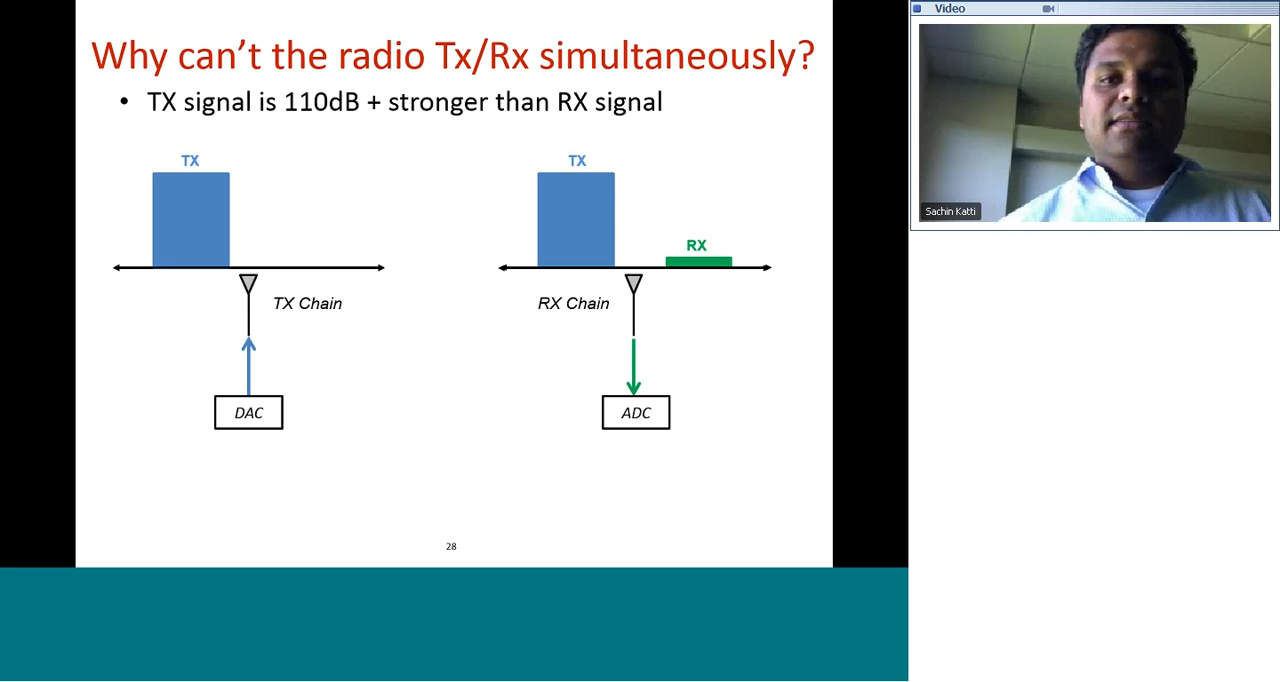 Why can't the radio Tx/Rx simultaneously?
• TX signal is 110dB + stronger than RX signal
TX
TX
RX
TX Chain
RX Chain
DAC
ADC
28
Video
Sachin Katti